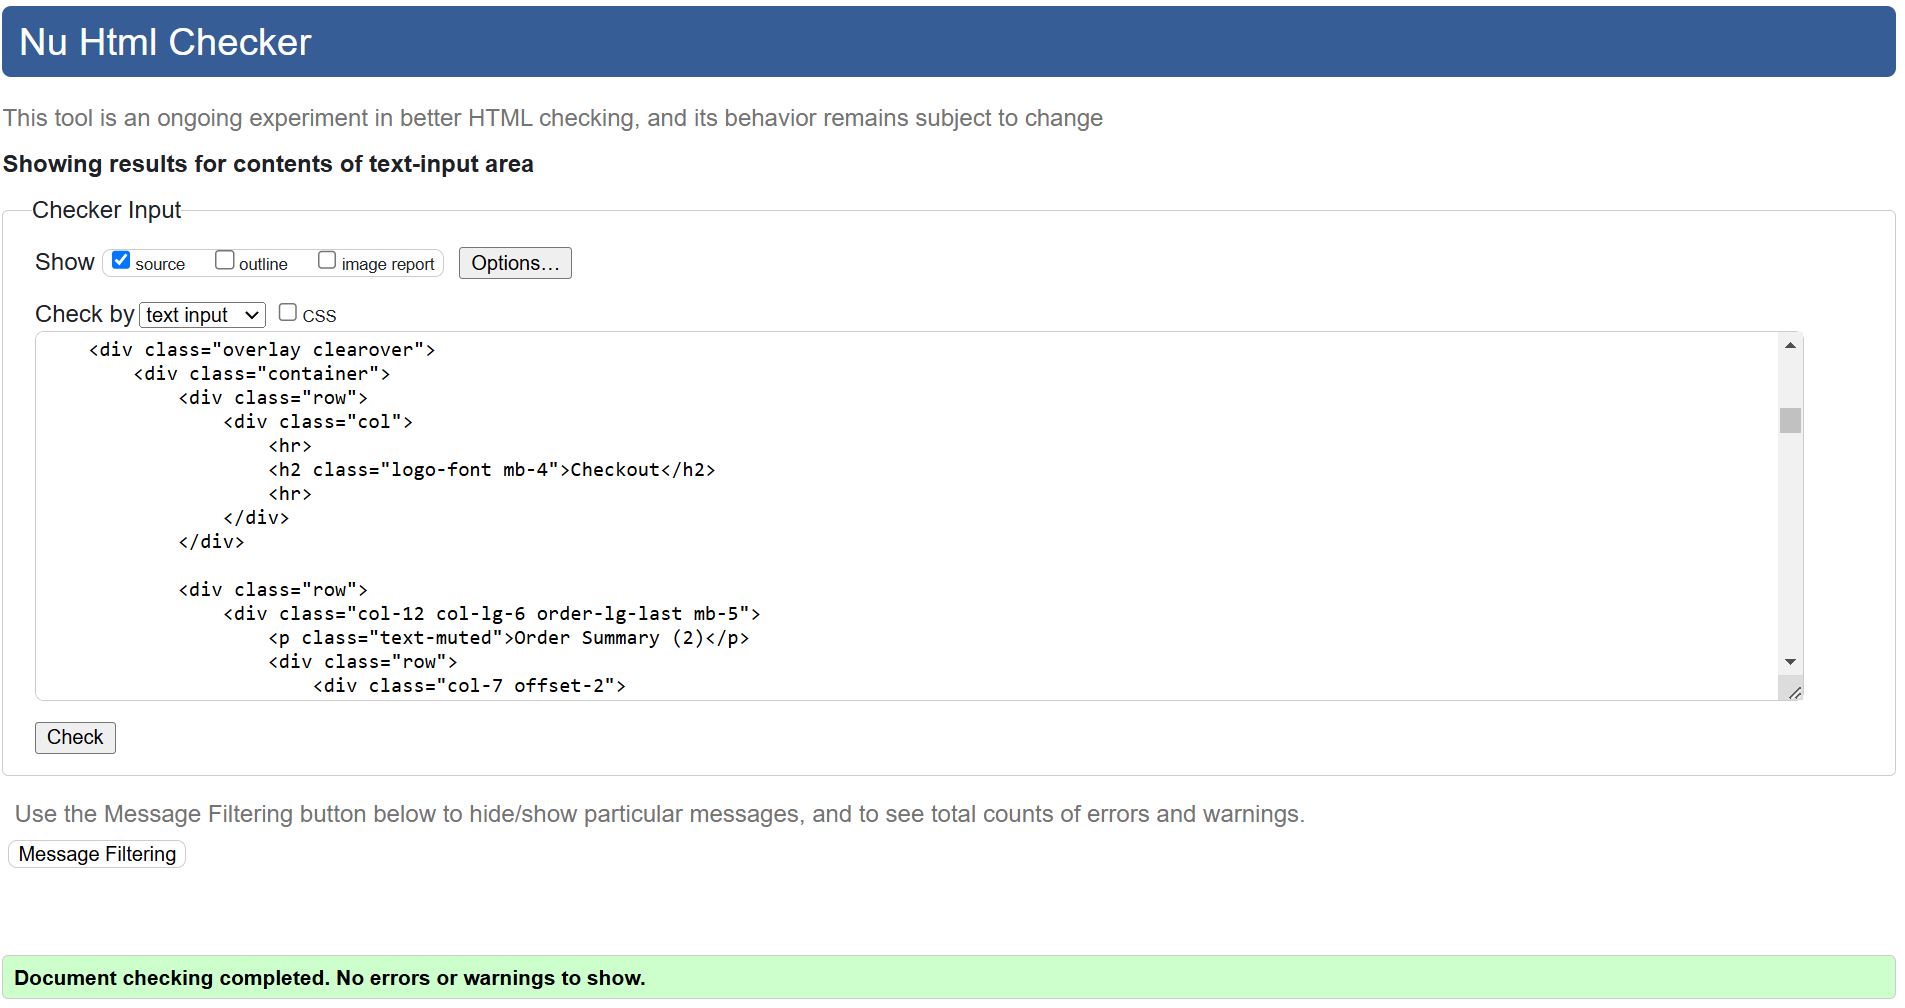 Nu Html Checker
This tool is an ongoing experiment in better HTML checking, and its behavior remains subject to change
Showing results for contents of text-input area
Checker Input
Show source outline image report Options...
Check by text input CSS
<div class="overlay clearover">
<div class="container">
<div class="row">
<div class="col">
<hr>
<h2 class="logo-font mb-4">Checkout</h2>
<hr>
</div>
</div>
<div class="row">
<div class="col-12 col-lg-6 order-lg-last mb-5">
<p class="text-muted">Order Summary (2)</p>
<div class="row">
<div class="col-7 offset-2">
Check
Use the Message Filtering button below to hide/show particular messages, and to see total counts of errors and warnings.
Message Filtering
Document checking completed. No errors or warnings to show.